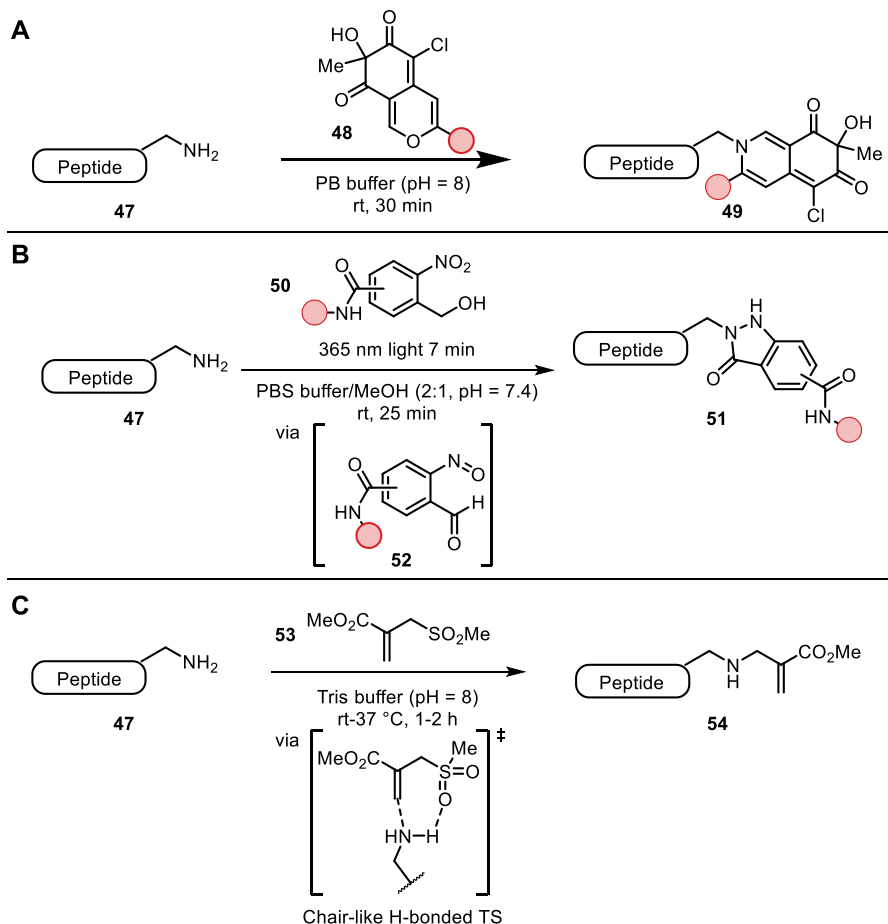 A
HO
O
Cl
Me
O
O
48
Peptide
NH2
47
PB buffer (pH = 8)
rt, 30 min
Peptide
N
O
OH
Me
O
Cl
49
B
50
O
NH
NO2
OH
365 nm light 7 min
Peptide
NH2
47
PBS buffer/MeOH (2:1, pH = 7.4)
rt, 25 min
via
O
HN
N
O
H
O
52
Peptide
N
H
N
O
O
HN
51
C
53
MeO2C
SO2Me
Peptide
NH2
47
Tris buffer (pH = 8)
rt-37 °C, 1-2 h
via
MeO2C
Me
S
O
O
HN
H
‡
Chair-like H-bonded TS
Peptide
N
H
CO2Me
54